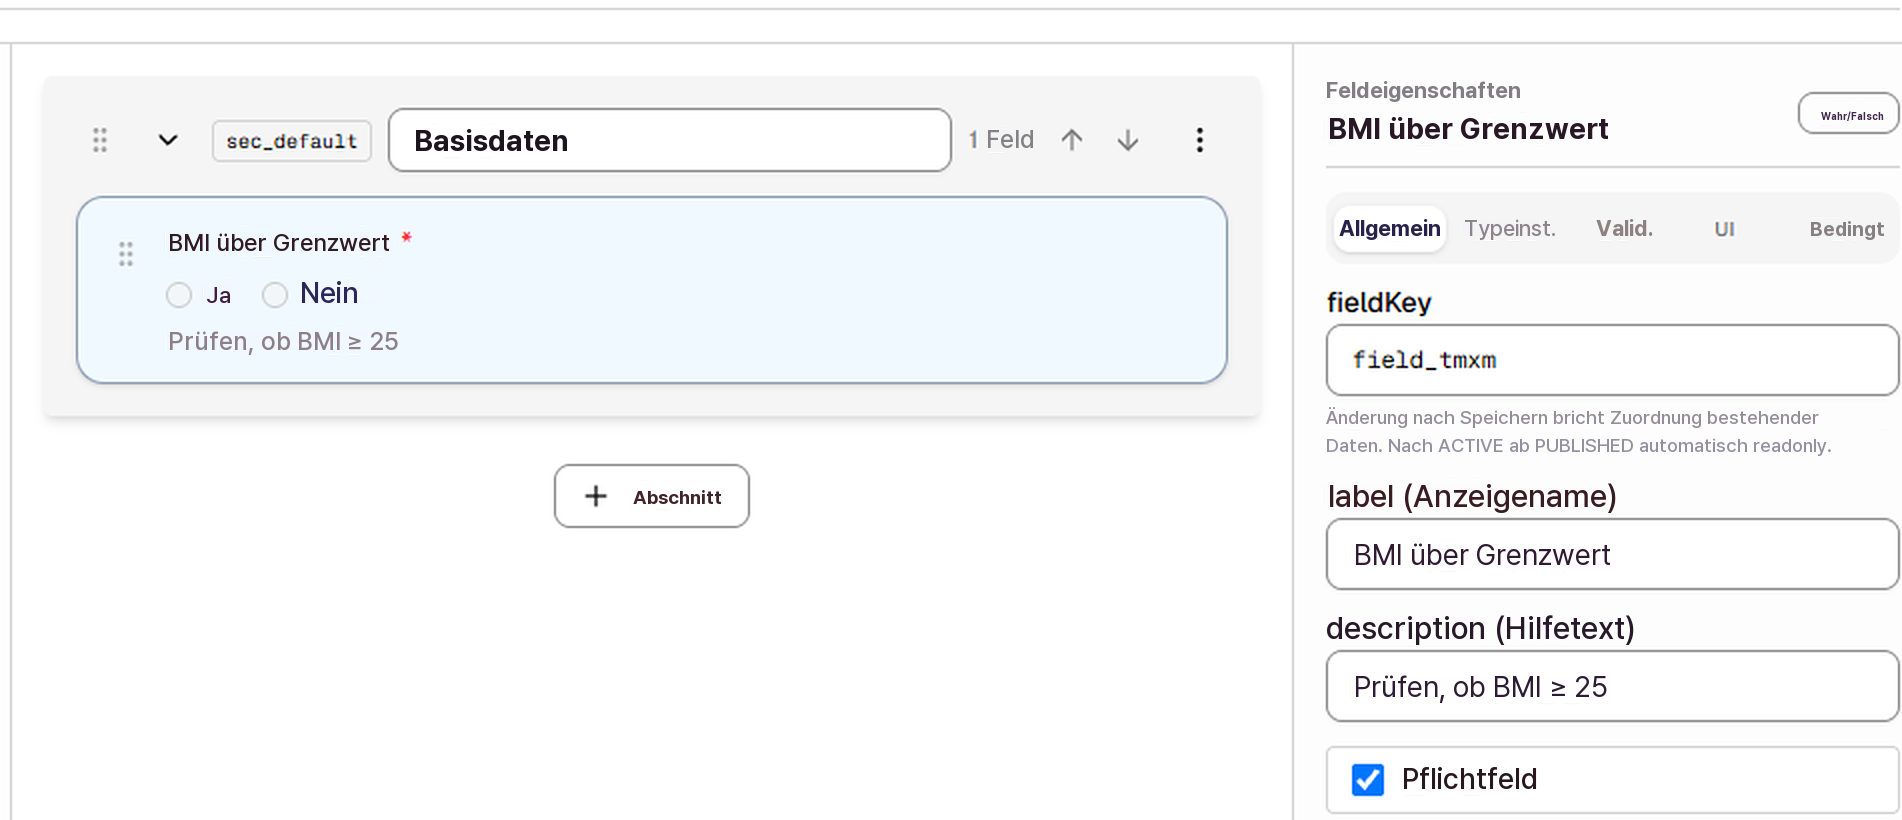 sec_default
Basisdaten
1 Feld
BMI über Grenzwert *
Ja
Nein
Prüfen, ob BMI ≥ 25
Abschnitt
Feldeigenschaften
BMI über Grenzwert
Wahr/Falsch
Allgemein
Typeinst.
Valid.
UI
Bedingt
fieldKey
field_tmxm
Änderung nach Speichern bricht Zuordnung bestehender
Daten. Nach ACTIVE ab PUBLISHED automatisch readonly.
label (Anzeigename)
BMI über Grenzwert
description (Hilfetext)
Prüfen, ob BMI ≥ 25
Pflichtfeld